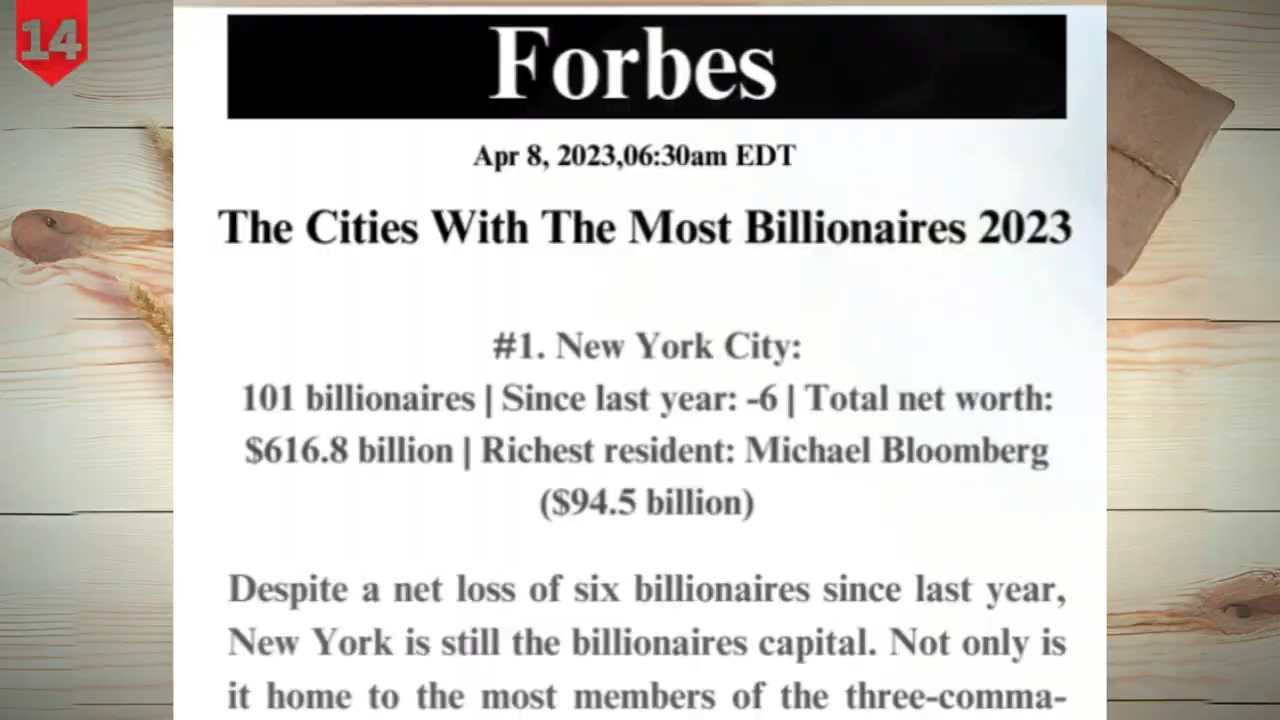 14
Forbes
Apr 8, 2023,06:30am EDT
The Cities With The Most Billionaires 2023
#1. New York City:
101 billionaires | Since last year: -6 | Total net worth:
$616.8 billion | Richest resident: Michael Bloomberg
($94.5 billion)
Despite a net loss of six billionaires since last year,
New York is still the billionaires capital. Not only is
it home to the most members of the three-comma-